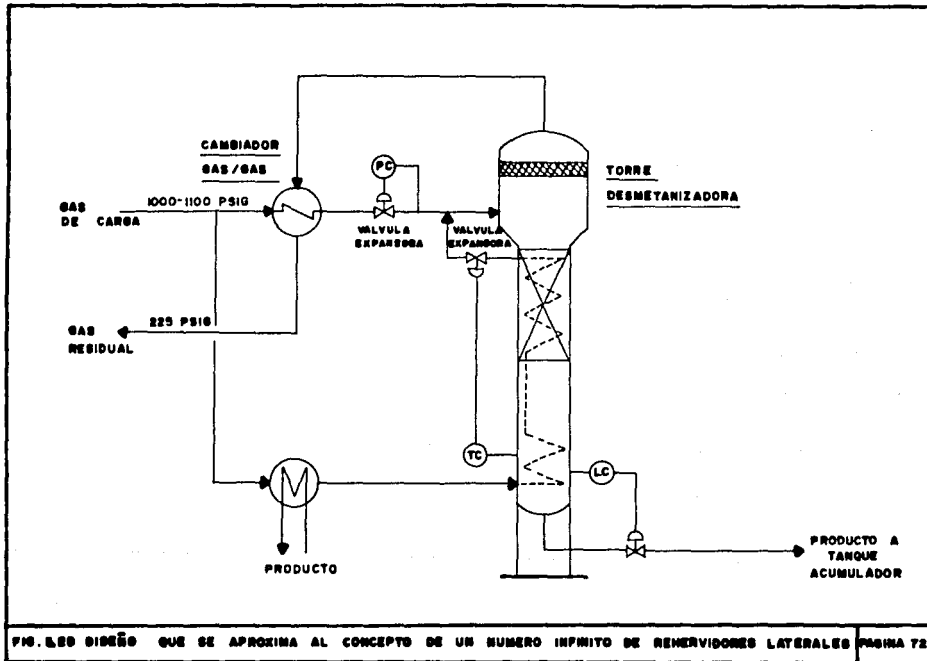 CAMBIADOR
GAS/GAS
PC
TORRE
DESMETANIZADORA
GAS
DE CARGA
1000-1100 PSIG
VALVULA
EXPANSORA
VALVULA
EXPANSORA
225 PSIG
GAS
RESIDUAL
TC
LC
PRODUCTO
PRODUCTO A
TANQUE
ACUMULADOR
FIG. DISEÑO QUE SE APROXIMA AL CONCEPTO DE UN NUMERO INFINITO DE REHERVIDORES LATERALES
PAGINA 72